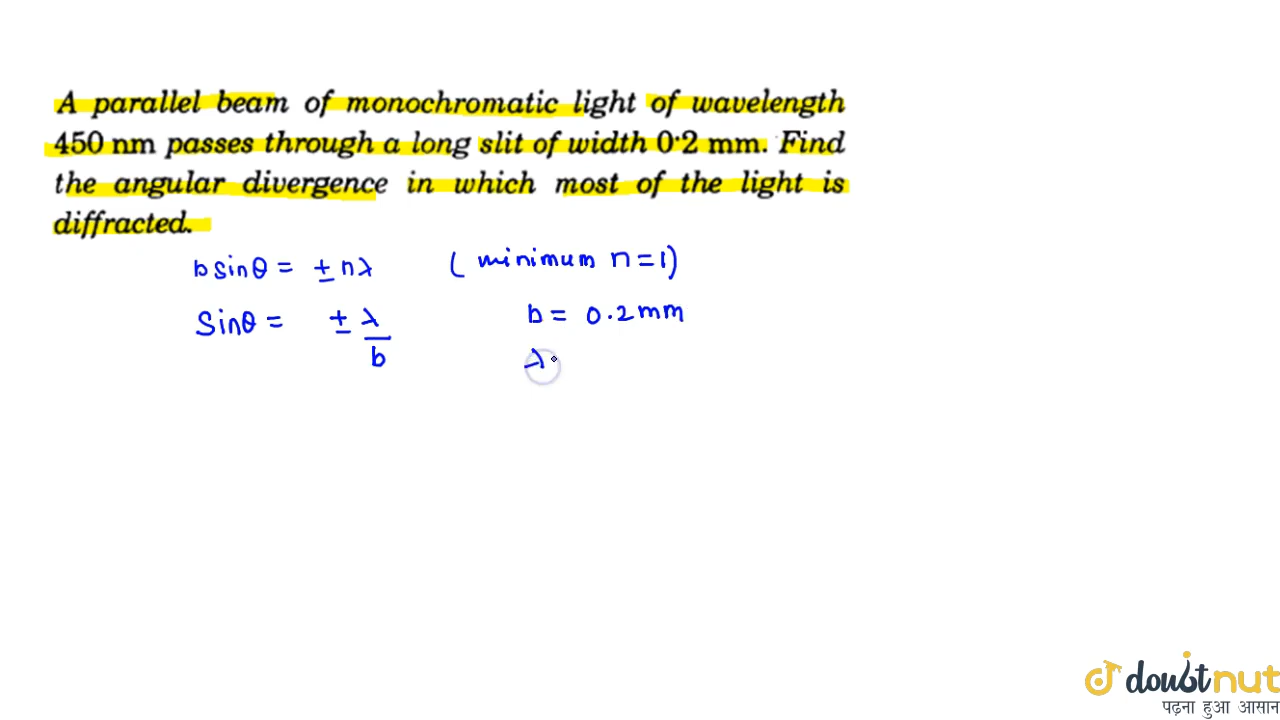 A parallel beam of monochromatic light of wavelength
450 nm passes through a long slit of width 0·2 mm. Find
the angular divergence in which most of the light is
diffracted.
b sinθ = ± nλ (minimum n = 1)
Sinθ = ± λ/b b = 0.2mm
λ
doubtnut
पढ़ना हुआ आसान